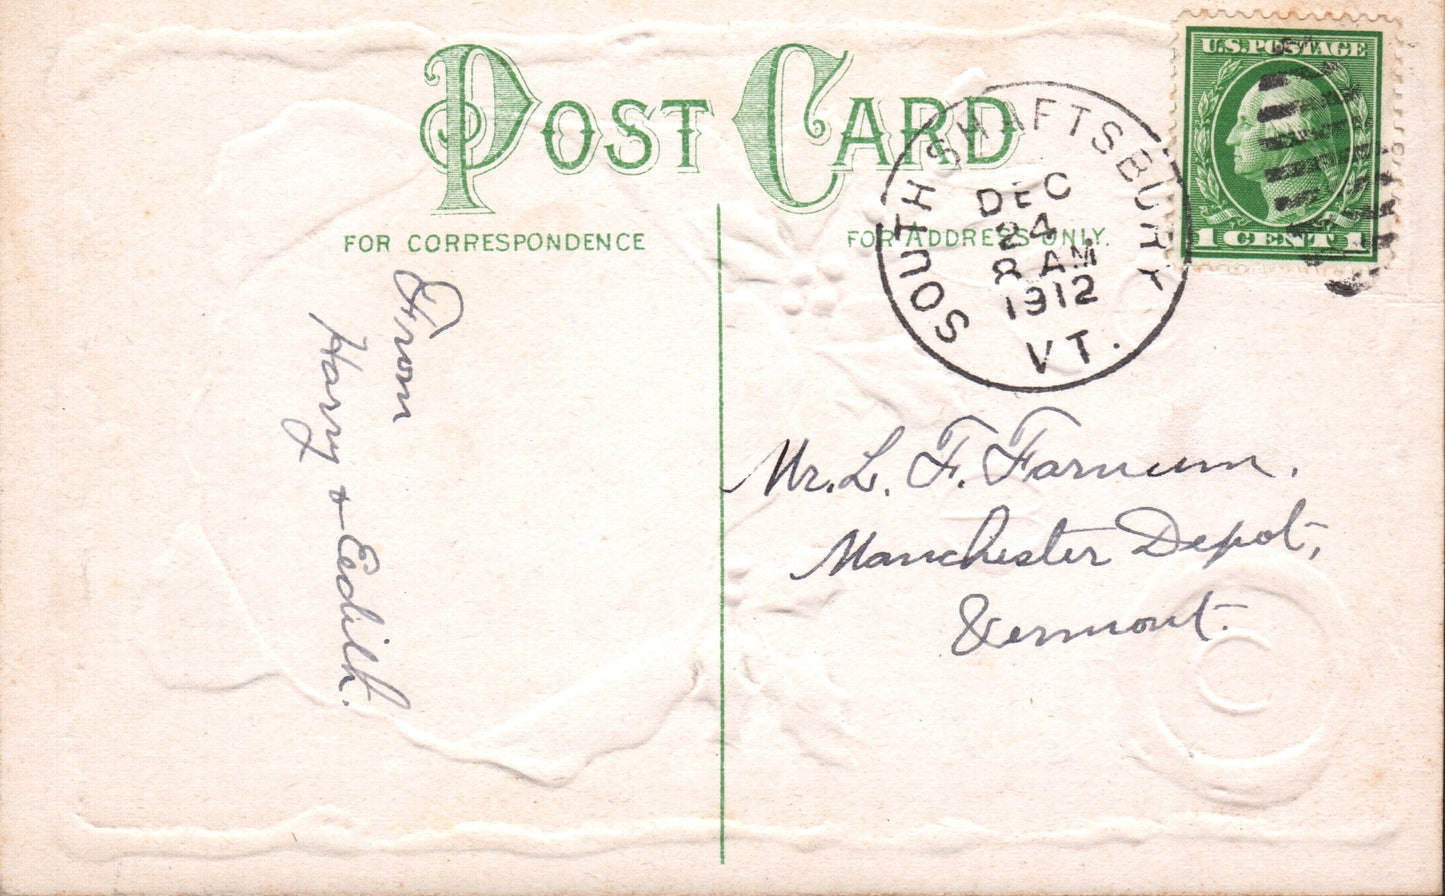 POST CARD
FOR CORRESPONDENCE
FOR ADDRESS ONLY.
U.S. POSTAGE
1 CENT 1
SOUTH SHAFTSBURY
DEC
24
8 AM
1912
VT.
From
Harry & Edith.
Mr. L. F. Farnum.
Manchester Depot,
Vermont.